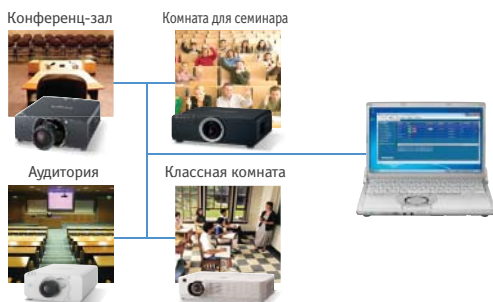 Конференц-зал
Комната для семинара
Аудитория
Классная комната